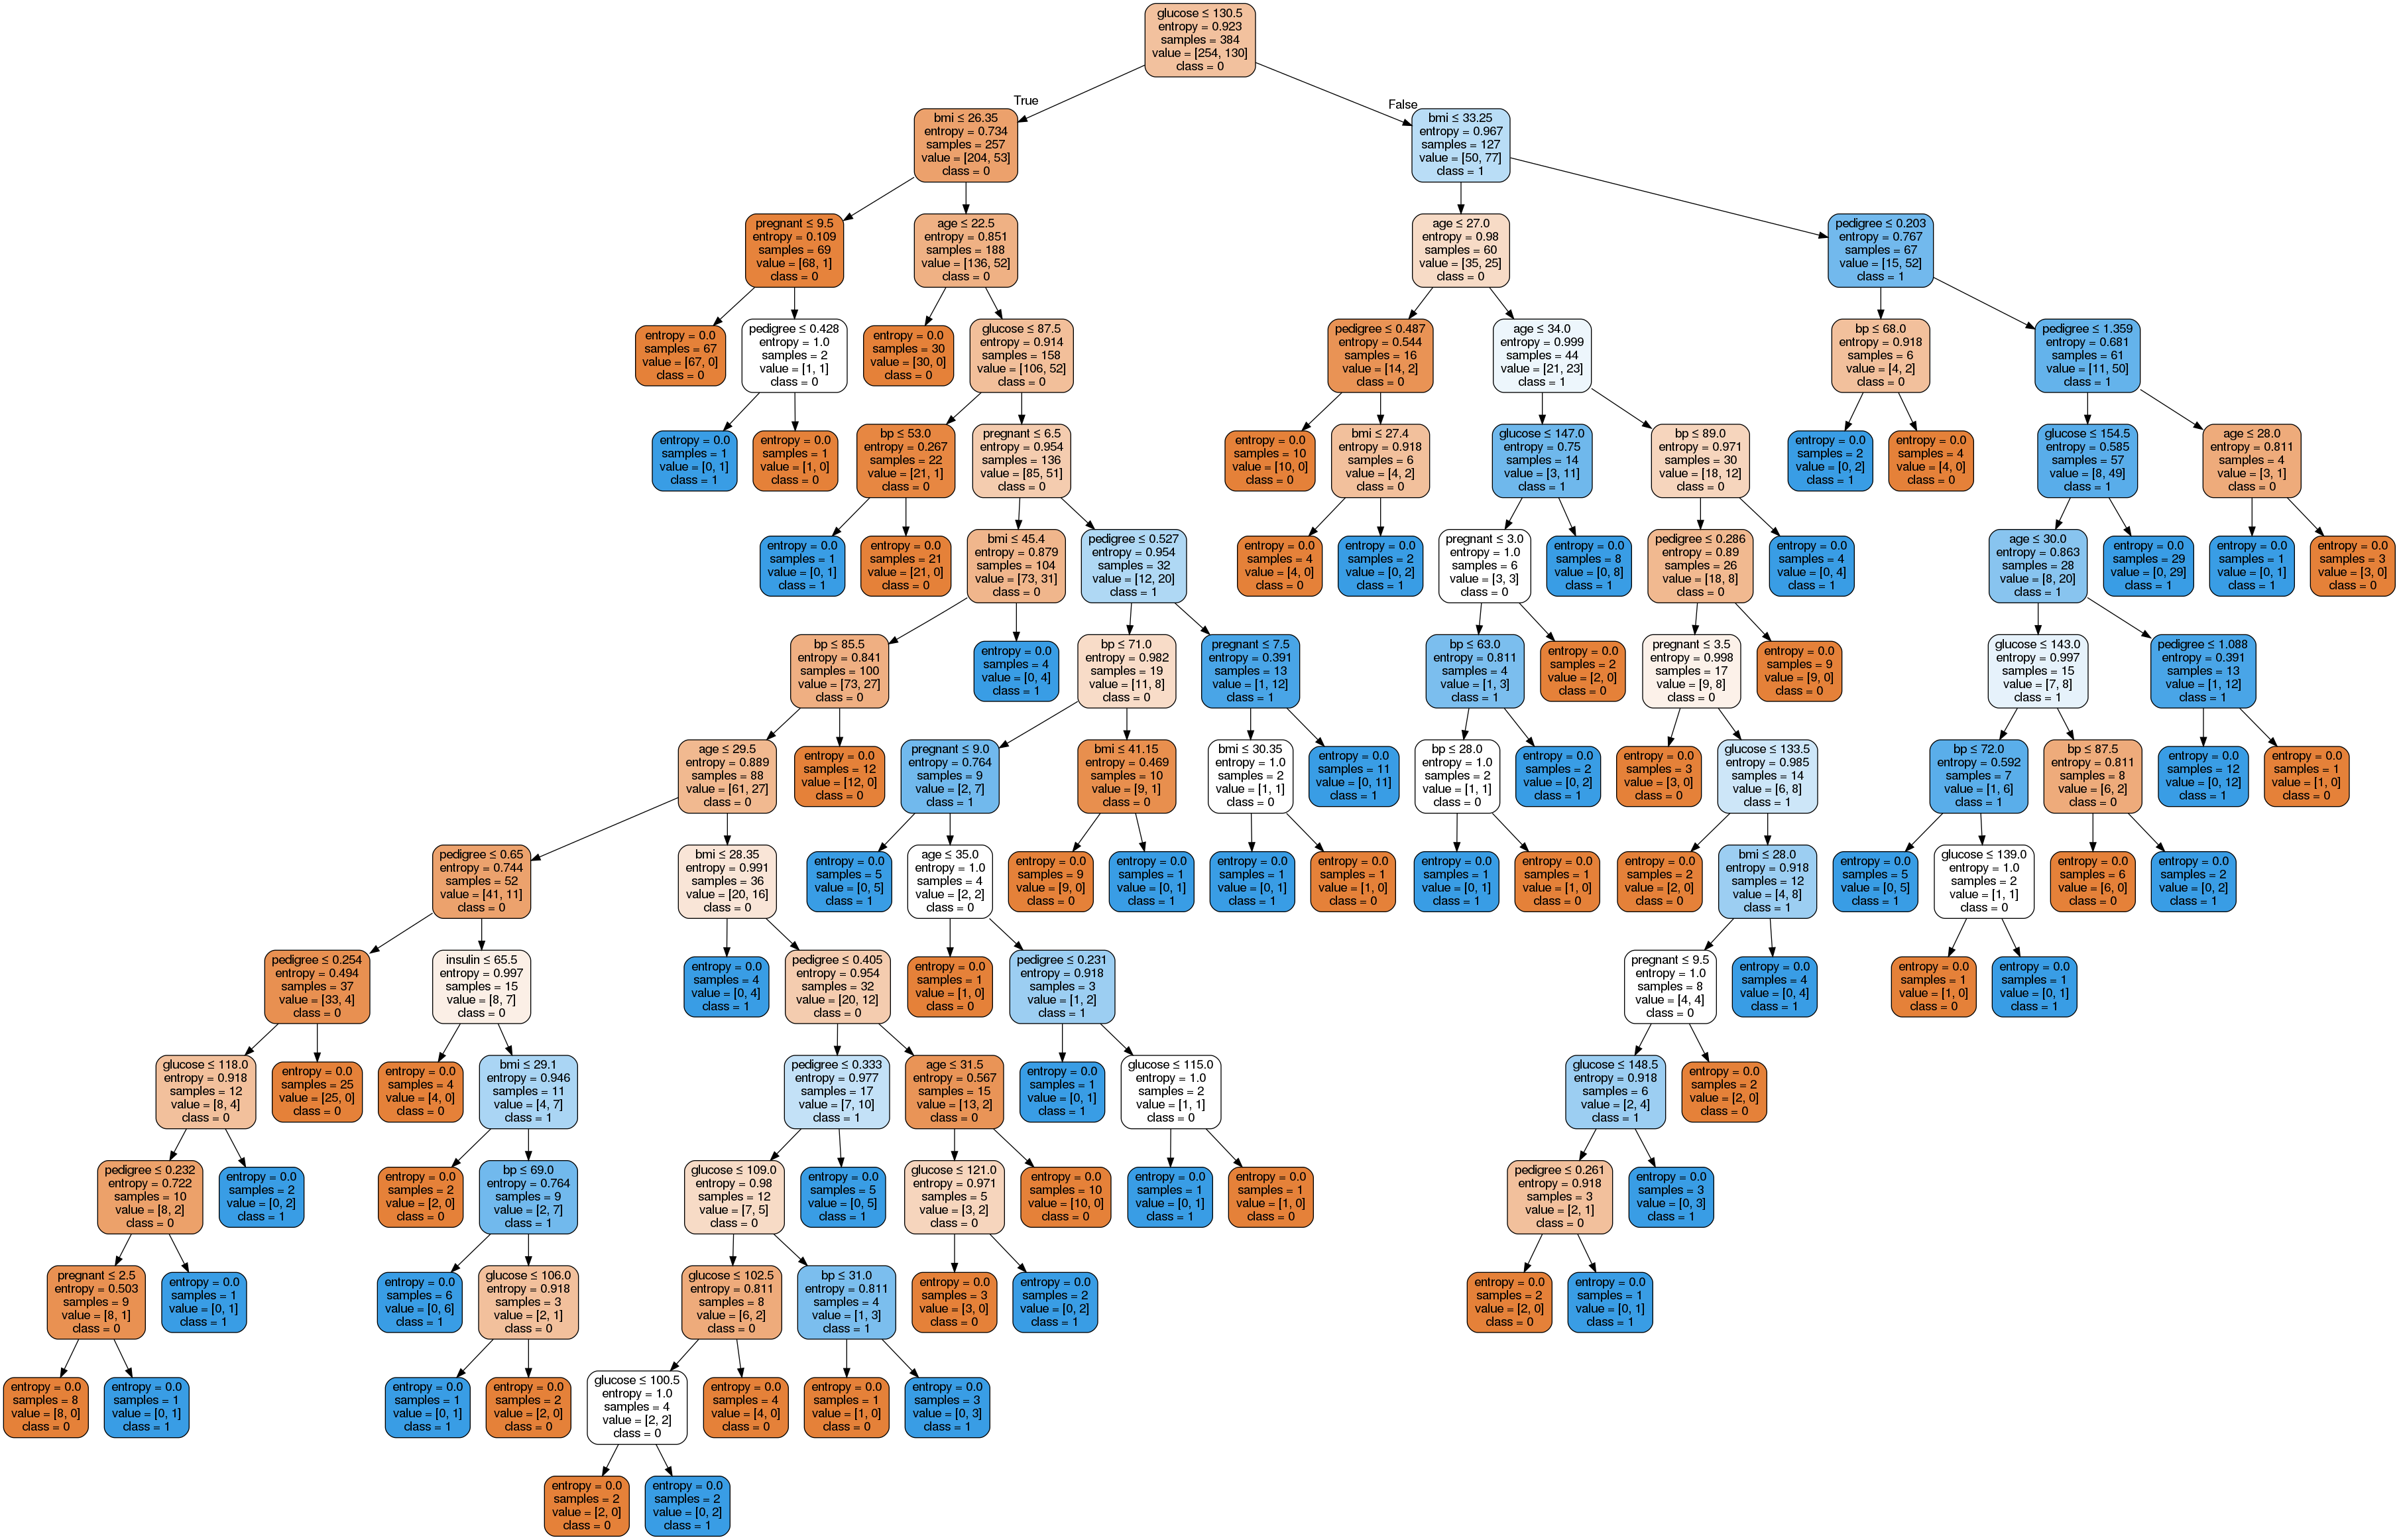 glucose ≤ 130.5
entropy = 0.923
samples = 384
value = [254, 130]
class = 0
True
False
bmi ≤ 26.35
entropy = 0.734
samples = 257
value = [204, 53]
class = 0
bmi ≤ 33.25
entropy = 0.967
samples = 127
value = [50, 77]
class = 1
pregnant ≤ 9.5
entropy = 0.109
samples = 69
value = [68, 1]
class = 0
age ≤ 22.5
entropy = 0.851
samples = 188
value = [136, 52]
class = 0
age ≤ 27.0
entropy = 0.98
samples = 60
value = [35, 25]
class = 0
pedigree ≤ 0.203
entropy = 0.767
samples = 67
value = [15, 52]
class = 1
entropy = 0.0
samples = 67
value = [67, 0]
class = 0
pedigree ≤ 0.428
entropy = 1.0
samples = 2
value = [1, 1]
class = 0
entropy = 0.0
samples = 30
value = [30, 0]
class = 0
glucose ≤ 87.5
entropy = 0.914
samples = 158
value = [106, 52]
class = 0
pedigree ≤ 0.487
entropy = 0.544
samples = 16
value = [14, 2]
class = 0
age ≤ 34.0
entropy = 0.999
samples = 44
value = [21, 23]
class = 1
bp ≤ 68.0
entropy = 0.918
samples = 6
value = [4, 2]
class = 0
pedigree ≤ 1.359
entropy = 0.681
samples = 61
value = [11, 50]
class = 1
entropy = 0.0
samples = 1
value = [0, 1]
class = 1
entropy = 0.0
samples = 1
value = [1, 0]
class = 0
bp ≤ 53.0
entropy = 0.267
samples = 22
value = [21, 1]
class = 0
pregnant ≤ 6.5
entropy = 0.954
samples = 136
value = [85, 51]
class = 0
entropy = 0.0
samples = 10
value = [10, 0]
class = 0
bmi ≤ 27.4
entropy = 0.918
samples = 6
value = [4, 2]
class = 0
glucose ≤ 147.0
entropy = 0.75
samples = 14
value = [3, 11]
class = 1
bp ≤ 89.0
entropy = 0.971
samples = 30
value = [18, 12]
class = 0
entropy = 0.0
samples = 2
value = [0, 2]
class = 1
entropy = 0.0
samples = 4
value = [4, 0]
class = 0
glucose ≤ 154.5
entropy = 0.585
samples = 57
value = [8, 49]
class = 1
age ≤ 28.0
entropy = 0.811
samples = 4
value = [3, 1]
class = 0
entropy = 0.0
samples = 1
value = [0, 1]
class = 1
entropy = 0.0
samples = 21
value = [21, 0]
class = 0
bmi ≤ 45.4
entropy = 0.879
samples = 104
value = [73, 31]
class = 0
pedigree ≤ 0.527
entropy = 0.954
samples = 32
value = [12, 20]
class = 1
entropy = 0.0
samples = 4
value = [4, 0]
class = 0
entropy = 0.0
samples = 2
value = [0, 2]
class = 1
pregnant ≤ 3.0
entropy = 1.0
samples = 6
value = [3, 3]
class = 0
entropy = 0.0
samples = 8
value = [0, 8]
class = 1
pedigree ≤ 0.286
entropy = 0.89
samples = 26
value = [18, 8]
class = 0
entropy = 0.0
samples = 4
value = [0, 4]
class = 1
age ≤ 30.0
entropy = 0.863
samples = 28
value = [8, 20]
class = 1
entropy = 0.0
samples = 29
value = [0, 29]
class = 1
entropy = 0.0
samples = 1
value = [0, 1]
class = 1
entropy = 0.0
samples = 3
value = [3, 0]
class = 0
bp ≤ 85.5
entropy = 0.841
samples = 100
value = [73, 27]
class = 0
entropy = 0.0
samples = 4
value = [0, 4]
class = 1
bp ≤ 71.0
entropy = 0.982
samples = 19
value = [11, 8]
class = 0
pregnant ≤ 7.5
entropy = 0.391
samples = 13
value = [1, 12]
class = 1
bp ≤ 63.0
entropy = 0.811
samples = 4
value = [1, 3]
class = 1
entropy = 0.0
samples = 2
value = [2, 0]
class = 0
pregnant ≤ 3.5
entropy = 0.998
samples = 17
value = [9, 8]
class = 0
entropy = 0.0
samples = 9
value = [9, 0]
class = 0
glucose ≤ 143.0
entropy = 0.997
samples = 15
value = [7, 8]
class = 1
pedigree ≤ 1.088
entropy = 0.391
samples = 13
value = [1, 12]
class = 1
age ≤ 29.5
entropy = 0.889
samples = 88
value = [61, 27]
class = 0
entropy = 0.0
samples = 12
value = [12, 0]
class = 0
pregnant ≤ 9.0
entropy = 0.764
samples = 9
value = [2, 7]
class = 1
bmi ≤ 41.15
entropy = 0.469
samples = 10
value = [9, 1]
class = 0
bmi ≤ 30.35
entropy = 1.0
samples = 2
value = [1, 1]
class = 0
entropy = 0.0
samples = 11
value = [0, 11]
class = 1
bp ≤ 28.0
entropy = 1.0
samples = 2
value = [1, 1]
class = 0
entropy = 0.0
samples = 2
value = [0, 2]
class = 1
entropy = 0.0
samples = 3
value = [3, 0]
class = 0
glucose ≤ 133.5
entropy = 0.985
samples = 14
value = [6, 8]
class = 1
bp ≤ 72.0
entropy = 0.592
samples = 7
value = [1, 6]
class = 1
bp ≤ 87.5
entropy = 0.811
samples = 8
value = [6, 2]
class = 0
entropy = 0.0
samples = 12
value = [0, 12]
class = 1
entropy = 0.0
samples = 1
value = [1, 0]
class = 0
pedigree ≤ 0.65
entropy = 0.744
samples = 52
value = [41, 11]
class = 0
bmi ≤ 28.35
entropy = 0.991
samples = 36
value = [20, 16]
class = 0
entropy = 0.0
samples = 5
value = [0, 5]
class = 1
age ≤ 35.0
entropy = 1.0
samples = 4
value = [2, 2]
class = 0
entropy = 0.0
samples = 9
value = [9, 0]
class = 0
entropy = 0.0
samples = 1
value = [0, 1]
class = 1
entropy = 0.0
samples = 1
value = [0, 1]
class = 1
entropy = 0.0
samples = 1
value = [1, 0]
class = 0
entropy = 0.0
samples = 1
value = [0, 1]
class = 1
entropy = 0.0
samples = 1
value = [1, 0]
class = 0
entropy = 0.0
samples = 2
value = [2, 0]
class = 0
bmi ≤ 28.0
entropy = 0.918
samples = 12
value = [4, 8]
class = 1
entropy = 0.0
samples = 5
value = [0, 5]
class = 1
glucose ≤ 139.0
entropy = 1.0
samples = 2
value = [1, 1]
class = 0
entropy = 0.0
samples = 6
value = [6, 0]
class = 0
entropy = 0.0
samples = 2
value = [0, 2]
class = 1
pedigree ≤ 0.254
entropy = 0.494
samples = 37
value = [33, 4]
class = 0
insulin ≤ 65.5
entropy = 0.997
samples = 15
value = [8, 7]
class = 0
entropy = 0.0
samples = 4
value = [0, 4]
class = 1
pedigree ≤ 0.405
entropy = 0.954
samples = 32
value = [20, 12]
class = 0
entropy = 0.0
samples = 1
value = [1, 0]
class = 0
pedigree ≤ 0.231
entropy = 0.918
samples = 3
value = [1, 2]
class = 1
pregnant ≤ 9.5
entropy = 1.0
samples = 8
value = [4, 4]
class = 0
entropy = 0.0
samples = 4
value = [0, 4]
class = 1
entropy = 0.0
samples = 1
value = [1, 0]
class = 0
entropy = 0.0
samples = 1
value = [0, 1]
class = 1
glucose ≤ 118.0
entropy = 0.918
samples = 12
value = [8, 4]
class = 0
entropy = 0.0
samples = 25
value = [25, 0]
class = 0
entropy = 0.0
samples = 4
value = [4, 0]
class = 0
bmi ≤ 29.1
entropy = 0.946
samples = 11
value = [4, 7]
class = 1
pedigree ≤ 0.333
entropy = 0.977
samples = 17
value = [7, 10]
class = 1
age ≤ 31.5
entropy = 0.567
samples = 15
value = [13, 2]
class = 0
entropy = 0.0
samples = 1
value = [0, 1]
class = 1
glucose ≤ 115.0
entropy = 1.0
samples = 2
value = [1, 1]
class = 0
glucose ≤ 148.5
entropy = 0.918
samples = 6
value = [2, 4]
class = 1
entropy = 0.0
samples = 2
value = [2, 0]
class = 0
pedigree ≤ 0.232
entropy = 0.722
samples = 10
value = [8, 2]
class = 0
entropy = 0.0
samples = 2
value = [0, 2]
class = 1
entropy = 0.0
samples = 2
value = [2, 0]
class = 0
bp ≤ 69.0
entropy = 0.764
samples = 9
value = [2, 7]
class = 1
glucose ≤ 109.0
entropy = 0.98
samples = 12
value = [7, 5]
class = 0
entropy = 0.0
samples = 5
value = [0, 5]
class = 1
glucose ≤ 121.0
entropy = 0.971
samples = 5
value = [3, 2]
class = 0
entropy = 0.0
samples = 10
value = [10, 0]
class = 0
entropy = 0.0
samples = 1
value = [0, 1]
class = 1
entropy = 0.0
samples = 1
value = [1, 0]
class = 0
pedigree ≤ 0.261
entropy = 0.918
samples = 3
value = [2, 1]
class = 0
entropy = 0.0
samples = 3
value = [0, 3]
class = 1
pregnant ≤ 2.5
entropy = 0.503
samples = 9
value = [8, 1]
class = 0
entropy = 0.0
samples = 1
value = [0, 1]
class = 1
entropy = 0.0
samples = 6
value = [0, 6]
class = 1
glucose ≤ 106.0
entropy = 0.918
samples = 3
value = [2, 1]
class = 0
glucose ≤ 102.5
entropy = 0.811
samples = 8
value = [6, 2]
class = 0
bp ≤ 31.0
entropy = 0.811
samples = 4
value = [1, 3]
class = 1
entropy = 0.0
samples = 3
value = [3, 0]
class = 0
entropy = 0.0
samples = 2
value = [0, 2]
class = 1
entropy = 0.0
samples = 2
value = [2, 0]
class = 0
entropy = 0.0
samples = 1
value = [0, 1]
class = 1
entropy = 0.0
samples = 8
value = [8, 0]
class = 0
entropy = 0.0
samples = 1
value = [0, 1]
class = 1
entropy = 0.0
samples = 1
value = [0, 1]
class = 1
entropy = 0.0
samples = 2
value = [2, 0]
class = 0
glucose ≤ 100.5
entropy = 1.0
samples = 4
value = [2, 2]
class = 0
entropy = 0.0
samples = 4
value = [4, 0]
class = 0
entropy = 0.0
samples = 1
value = [1, 0]
class = 0
entropy = 0.0
samples = 3
value = [0, 3]
class = 1
entropy = 0.0
samples = 2
value = [2, 0]
class = 0
entropy = 0.0
samples = 2
value = [0, 2]
class = 1